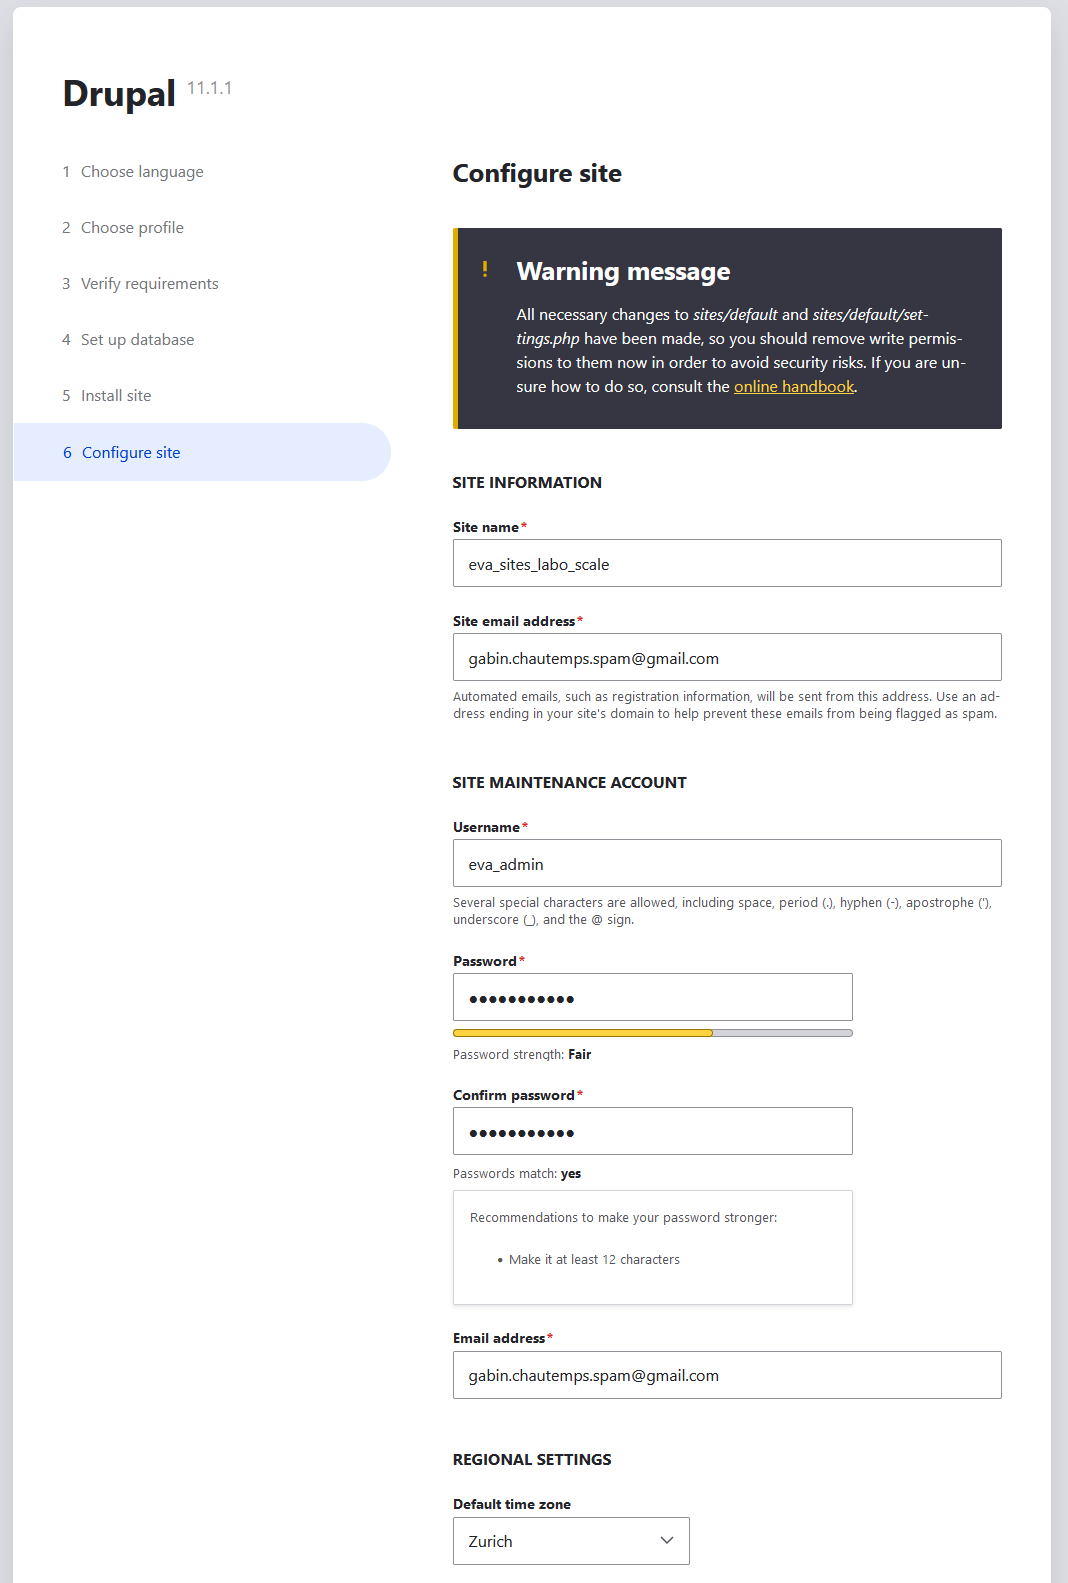 Drupal 11.1.1
1 Choose language
2 Choose profile
3 Verify requirements
4 Set up database
5 Install site
6 Configure site
Configure site
! Warning message
All necessary changes to sites/default and sites/default/set-
tings.php have been made, so you should remove write permis-
sions to them now in order to avoid security risks. If you are un-
sure how to do so, consult the online handbook.
SITE INFORMATION
Site name*
eva_sites_labo_scale
Site email address*
gabin.chautemps.spam@gmail.com
Automated emails, such as registration information, will be sent from this address. Use an ad-
dress ending in your site's domain to help prevent these emails from being flagged as spam.
SITE MAINTENANCE ACCOUNT
Username*
eva_admin
Several special characters are allowed, including space, period (.), hyphen (-), apostrophe ('),
underscore (_), and the @ sign.
Password*
●●●●●●●●●●●
Password strength: Fair
Confirm password*
●●●●●●●●●●●
Passwords match: yes
Recommendations to make your password stronger:
• Make it at least 12 characters
Email address*
gabin.chautemps.spam@gmail.com
REGIONAL SETTINGS
Default time zone
Zurich